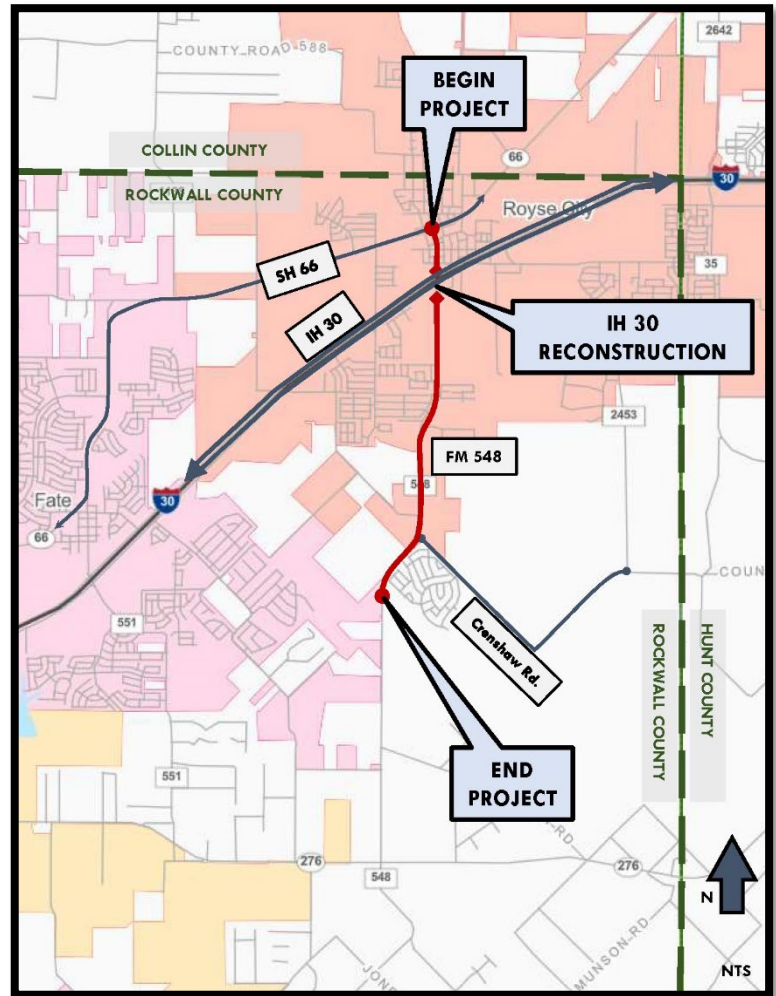 2642
COUNTY ROAD 588
BEGIN
PROJECT
66
COLLIN COUNTY
ROCKWALL COUNTY
30
Royse City
SH 66
35
IH 30
IH 30
RECONSTRUCTION
2453
FM 548
548
30
Fate
66
COUN
551
Crenshaw Rd.
ROCKWALL COUNTY
HUNT COUNTY
END
PROJECT
551
276
548
276
N
MUNSON RD
NTS